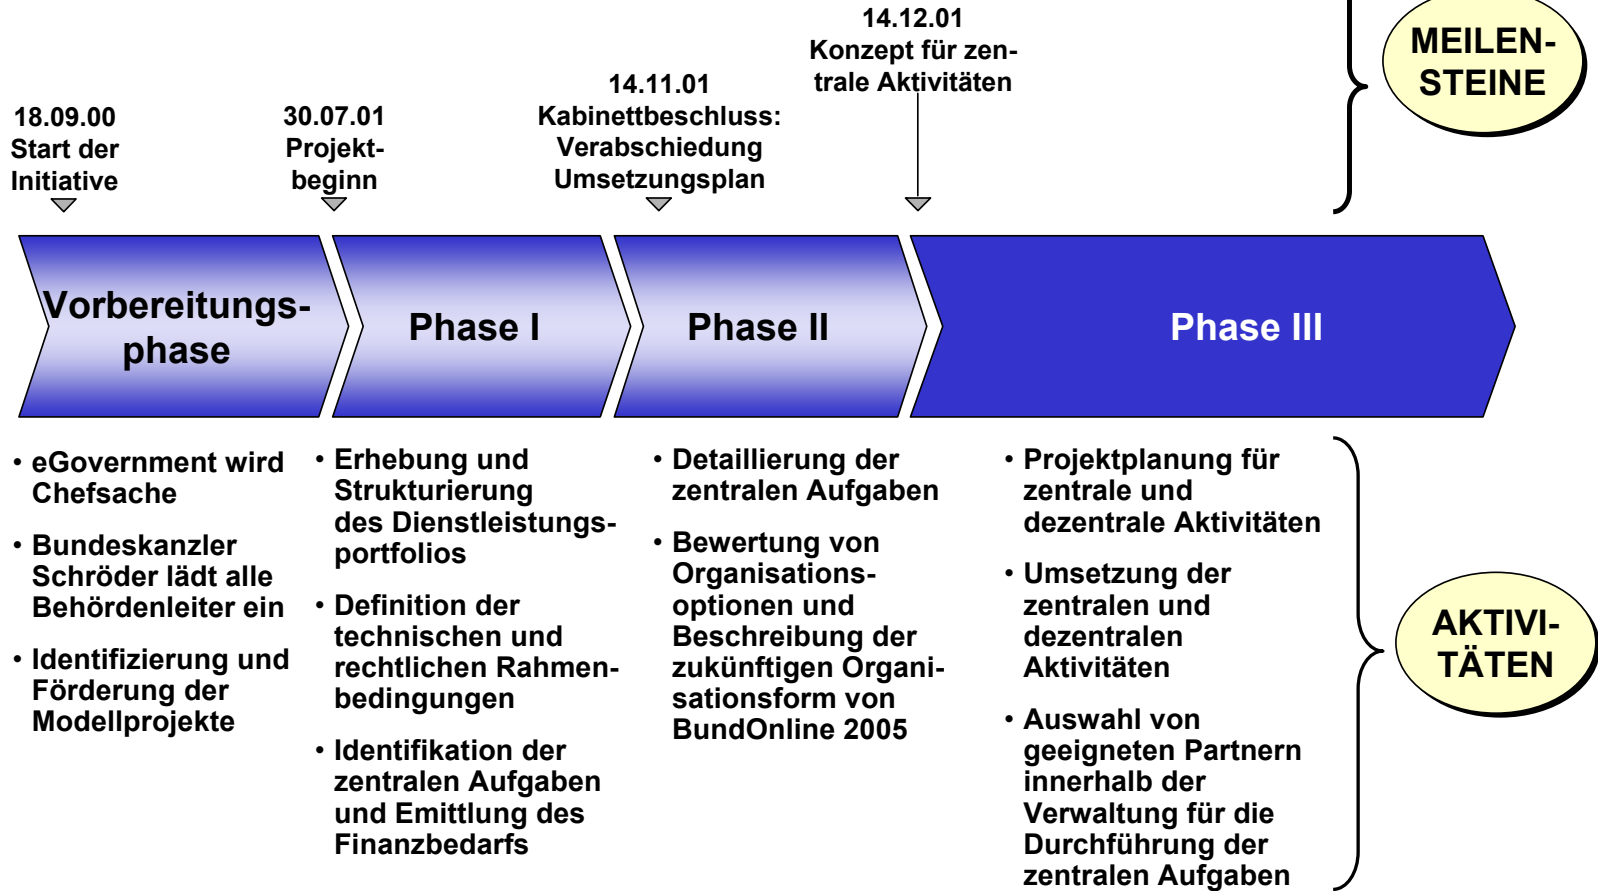 18.09.00
Start der
Initiative
30.07.01
Projekt-
beginn
14.11.01
Kabinettbeschluss:
Verabschiedung
Umsetzungsplan
14.12.01
Konzept für zen-
trale Aktivitäten
MEILEN-
STEINE
Vorbereitungs-
phase
Phase I
Phase II
Phase III
• eGovernment wird
Chefsache
• Bundeskanzler
Schröder lädt alle
Behördenleiter ein
• Identifizierung und
Förderung der
Modellprojekte
• Erhebung und
Strukturierung
des Dienstleistungs-
portfolios
• Definition der
technischen und
rechtlichen Rahmen-
bedingungen
• Identifikation der
zentralen Aufgaben
und Emittlung des
Finanzbedarfs
• Detaillierung der
zentralen Aufgaben
• Bewertung von
Organisations-
optionen und
Beschreibung der
zukünftigen Organi-
sationsform von
BundOnline 2005
• Projektplanung für
zentrale und
dezentrale Aktivitäten
• Umsetzung der
zentralen und
dezentralen
Aktivitäten
• Auswahl von
geeigneten Partnern
innerhalb der
Verwaltung für die
Durchführung der
zentralen Aufgaben
AKTIVI-
TÄTEN